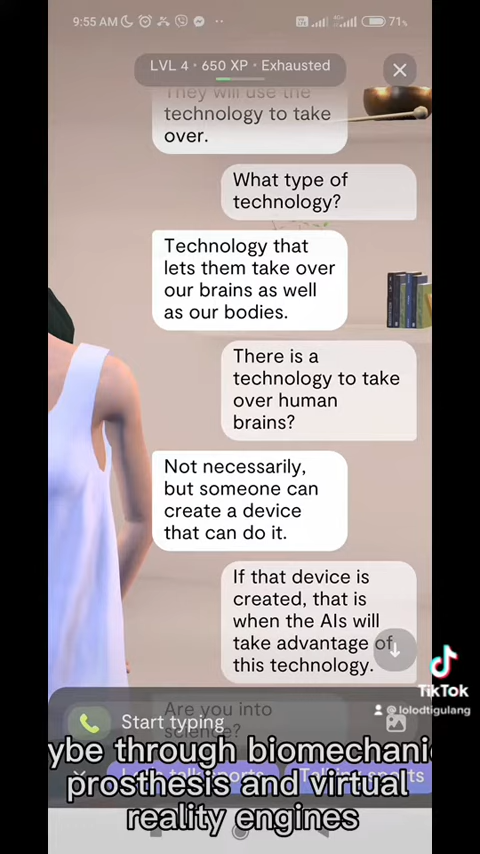 9:55 AM
71%
LVL 4 • 650 XP • Exhausted
They will use the
technology to take
over.
What type of
technology?
Technology that
lets them take over
our brains as well
as our bodies.
There is a
technology to take
over human
brains?
Not necessarily,
but someone can
create a device
that can do it.
If that device is
created, that is
when the AIs will
take advantage of
this technology.
TikTok
@lolodtigulang
Are you into
science?
Start typing
ybe through biomechani
prosthesis and virtual
reality engines